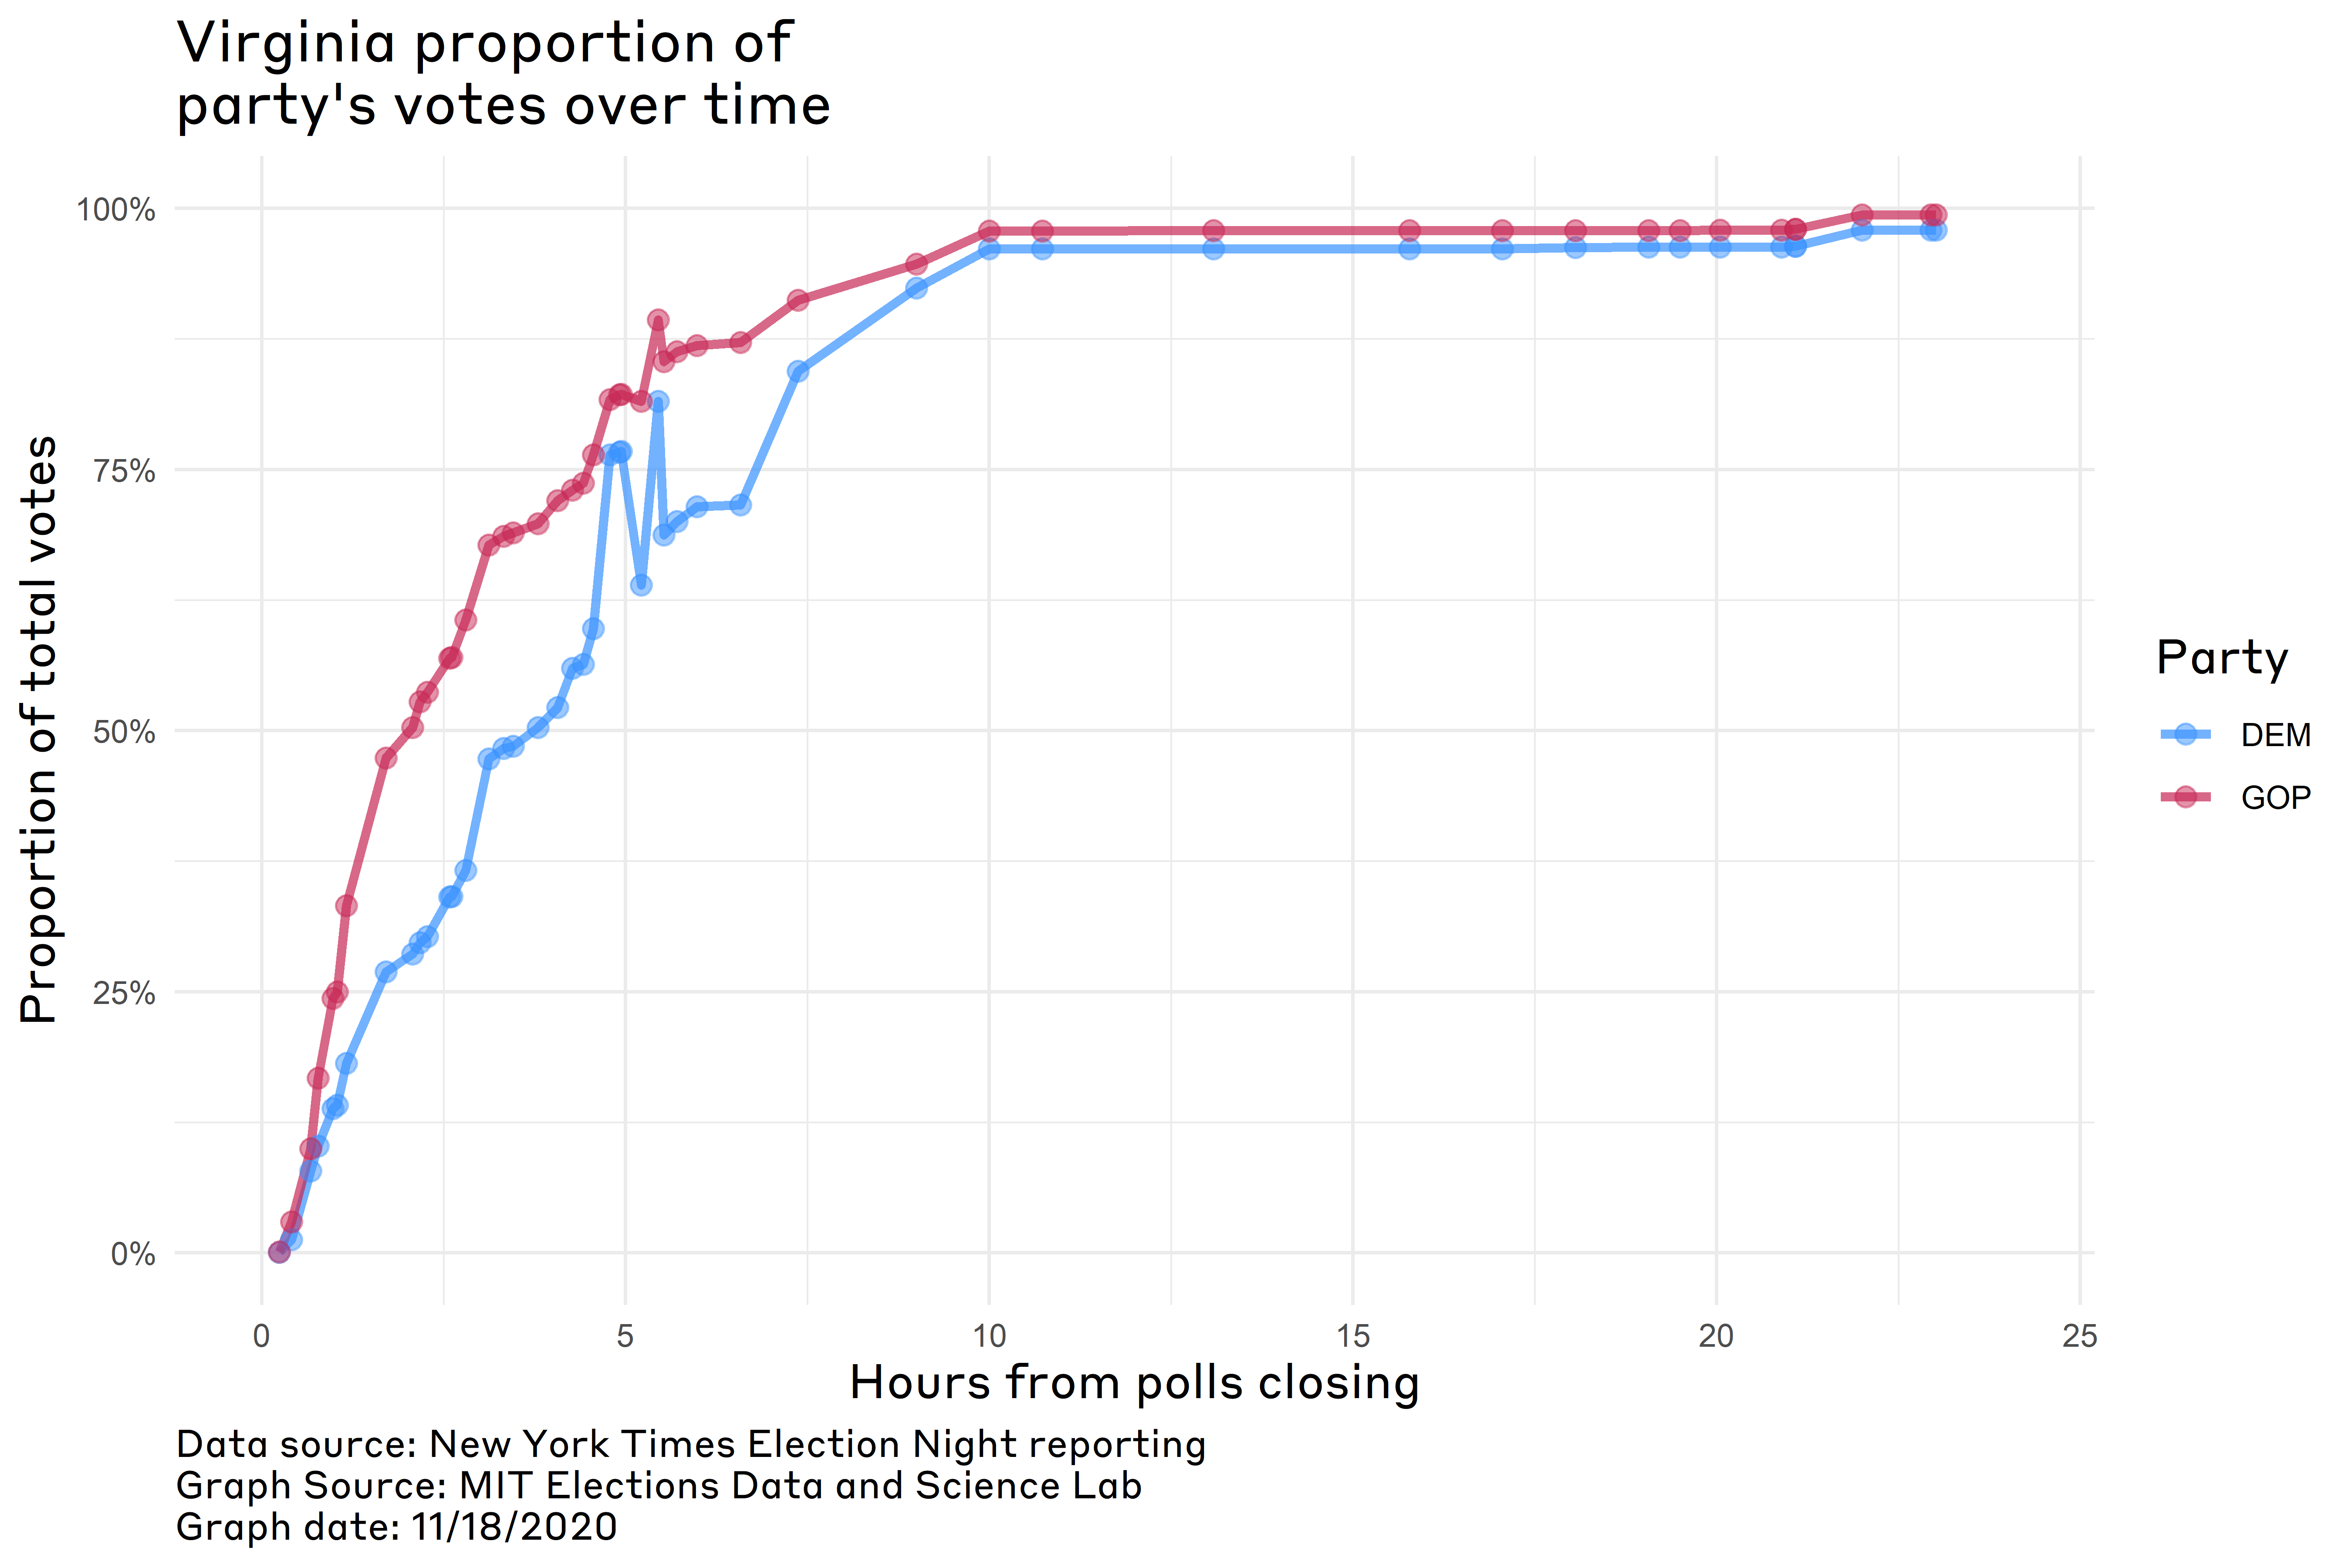 Virginia proportion of
party's votes over time
Proportion of total votes
100%
75%
50%
25%
0%
0 5 10 15 20 25
Hours from polls closing
Party
DEM
GOP
Data source: New York Times Election Night reporting
Graph Source: MIT Elections Data and Science Lab
Graph date: 11/18/2020